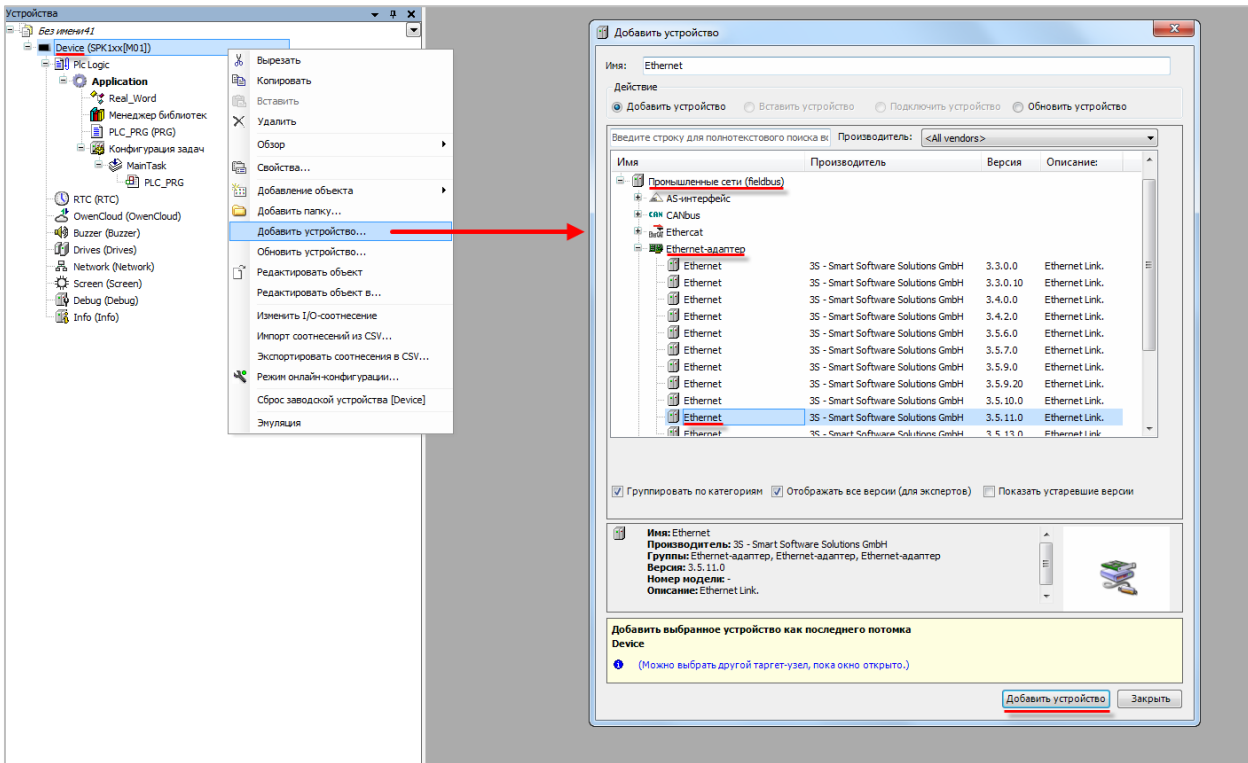 Устройства
Без имени41
Device (SPK1xx[M01])
Plc Logic
Application
Real_Word
Менеджер библиотек
PLC_PRG (PRG)
Конфигурация задач
MainTask
PLC_PRG
RTC (RTC)
OwenCloud (OwenCloud)
Buzzer (Buzzer)
Drives (Drives)
Network (Network)
Screen (Screen)
Debug (Debug)
Info (Info)
Вырезать
Копировать
Вставить
Удалить
Обзор
Свойства...
Добавление объекта
Добавить папку...
Добавить устройство...
Обновить устройство...
Редактировать объект
Редактировать объект в...
Изменить I/O-соотнесение
Импорт соотнесений из CSV...
Экспортировать соотнесения в CSV...
Режим онлайн-конфигурации...
Сброс заводской устройства [Device]
Эмуляция
Добавить устройство
Имя: Ethernet
Действие
Добавить устройство Вставить устройство Подключить устройство Обновить устройство
Введите строку для полнотекстового поиска Производитель: <All vendors>
Имя Производитель Версия Описание:
Промышленные сети (fieldbus)
AS-интерфейс
CAN CANbus
Ethercat
Ethernet-адаптер
Ethernet 3S - Smart Software Solutions GmbH 3.3.0.0 Ethernet Link.
Ethernet 3S - Smart Software Solutions GmbH 3.3.0.10 Ethernet Link.
Ethernet 3S - Smart Software Solutions GmbH 3.4.0.0 Ethernet Link.
Ethernet 3S - Smart Software Solutions GmbH 3.4.2.0 Ethernet Link.
Ethernet 3S - Smart Software Solutions GmbH 3.5.6.0 Ethernet Link.
Ethernet 3S - Smart Software Solutions GmbH 3.5.7.0 Ethernet Link.
Ethernet 3S - Smart Software Solutions GmbH 3.5.9.0 Ethernet Link.
Ethernet 3S - Smart Software Solutions GmbH 3.5.9.20 Ethernet Link.
Ethernet 3S - Smart Software Solutions GmbH 3.5.10.0 Ethernet Link.
Ethernet 3S - Smart Software Solutions GmbH 3.5.11.0 Ethernet Link.
Ethernet 3S - Smart Software Solutions GmbH 3.5.13.0 Ethernet Link.
Группировать по категориям Отображать все версии (для экспертов) Показать устаревшие версии
Имя: Ethernet
Производитель: 3S - Smart Software Solutions GmbH
Группы: Ethernet-адаптер, Ethernet-адаптер, Ethernet-адаптер
Версия: 3.5.11.0
Номер модели: -
Описание: Ethernet Link.
Добавить выбранное устройство как последнего потомка
Device
(Можно выбрать другой таргет-узел, пока окно открыто.)
Добавить устройство Закрыть